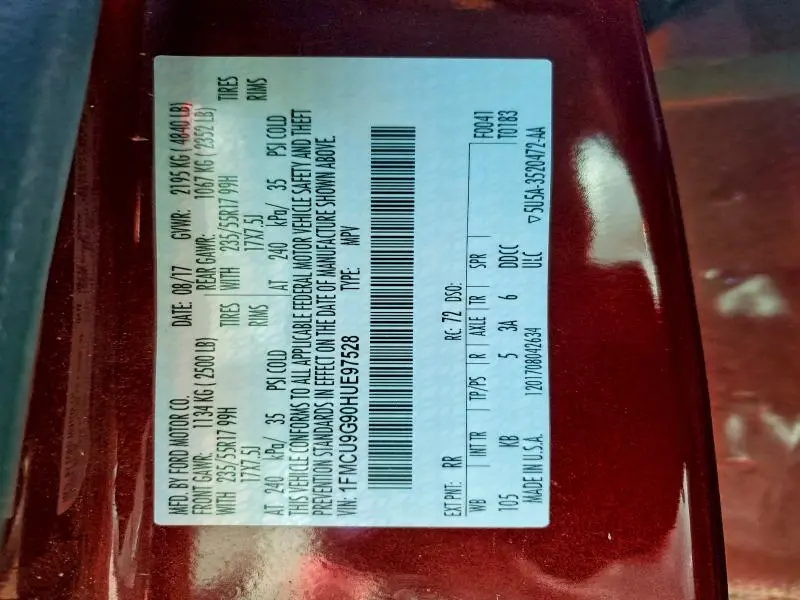 MFD. BY FORD MOTOR CO. DATE: 08/17 GVWR: 2195 KG ( 4840 LB)
FRONT GAWR: 1134 KG ( 2500 LB) REAR GAWR: 1067 KG ( 2352 LB)
WITH 235/55R17 99H TIRES WITH 235/55R17 99H TIRES
17X7.5J RIMS 17X7.5J RIMS
AT 240 kPa/ 35 PSI COLD AT 240 kPa/ 35 PSI COLD
THIS VEHICLE CONFORMS TO ALL APPLICABLE FEDERAL MOTOR VEHICLE SAFETY AND THEFT
PREVENTION STANDARDS IN EFFECT ON THE DATE OF MANUFACTURE SHOWN ABOVE.
VIN: 1FMCU9G90HUE97528 TYPE: MPV
EXT PNT: RR RC: 72 DSO: F0041
WB INT TR TP/PS R AXLE TR SPR T0183
105 KB 5 3A 6 DDCC
MADE IN U.S.A. 1201708042634 ULC ▽5U5A-3520472-AA